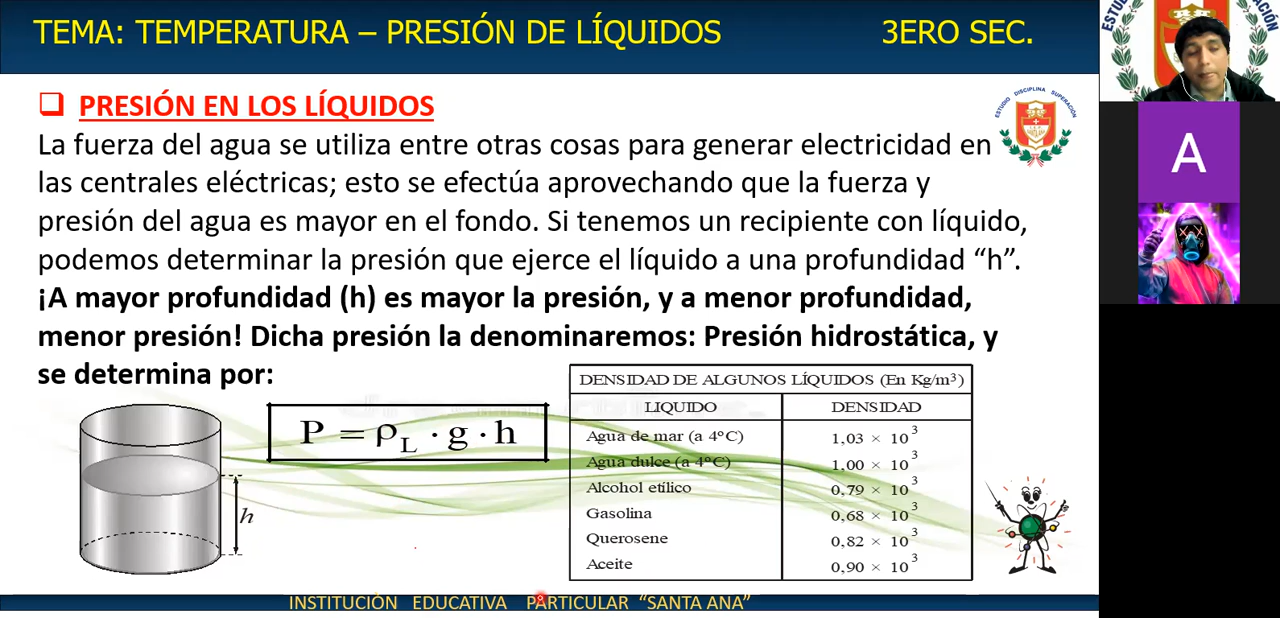 TEMA: TEMPERATURA – PRESIÓN DE LÍQUIDOS 3ERO SEC.
PRESIÓN EN LOS LÍQUIDOS
La fuerza del agua se utiliza entre otras cosas para generar electricidad en
las centrales eléctricas; esto se efectúa aprovechando que la fuerza y
presión del agua es mayor en el fondo. Si tenemos un recipiente con líquido,
podemos determinar la presión que ejerce el líquido a una profundidad “h”.
¡A mayor profundidad (h) es mayor la presión, y a menor profundidad,
menor presión! Dicha presión la denominaremos: Presión hidrostática, y
se determina por:
P = ρL · g · h
h
DENSIDAD DE ALGUNOS LÍQUIDOS (En Kg/m³)
LIQUIDO DENSIDAD
Agua de mar (a 4°C) 1,03 × 10³
Agua dulce (a 4°C) 1,00 × 10³
Alcohol etílico 0,79 × 10³
Gasolina 0,68 × 10³
Querosene 0,82 × 10³
Aceite 0,90 × 10³
INSTITUCIÓN EDUCATIVA PARTICULAR “SANTA ANA”
ESTUDIO DISCIPLINA SUPERACIÓN
A